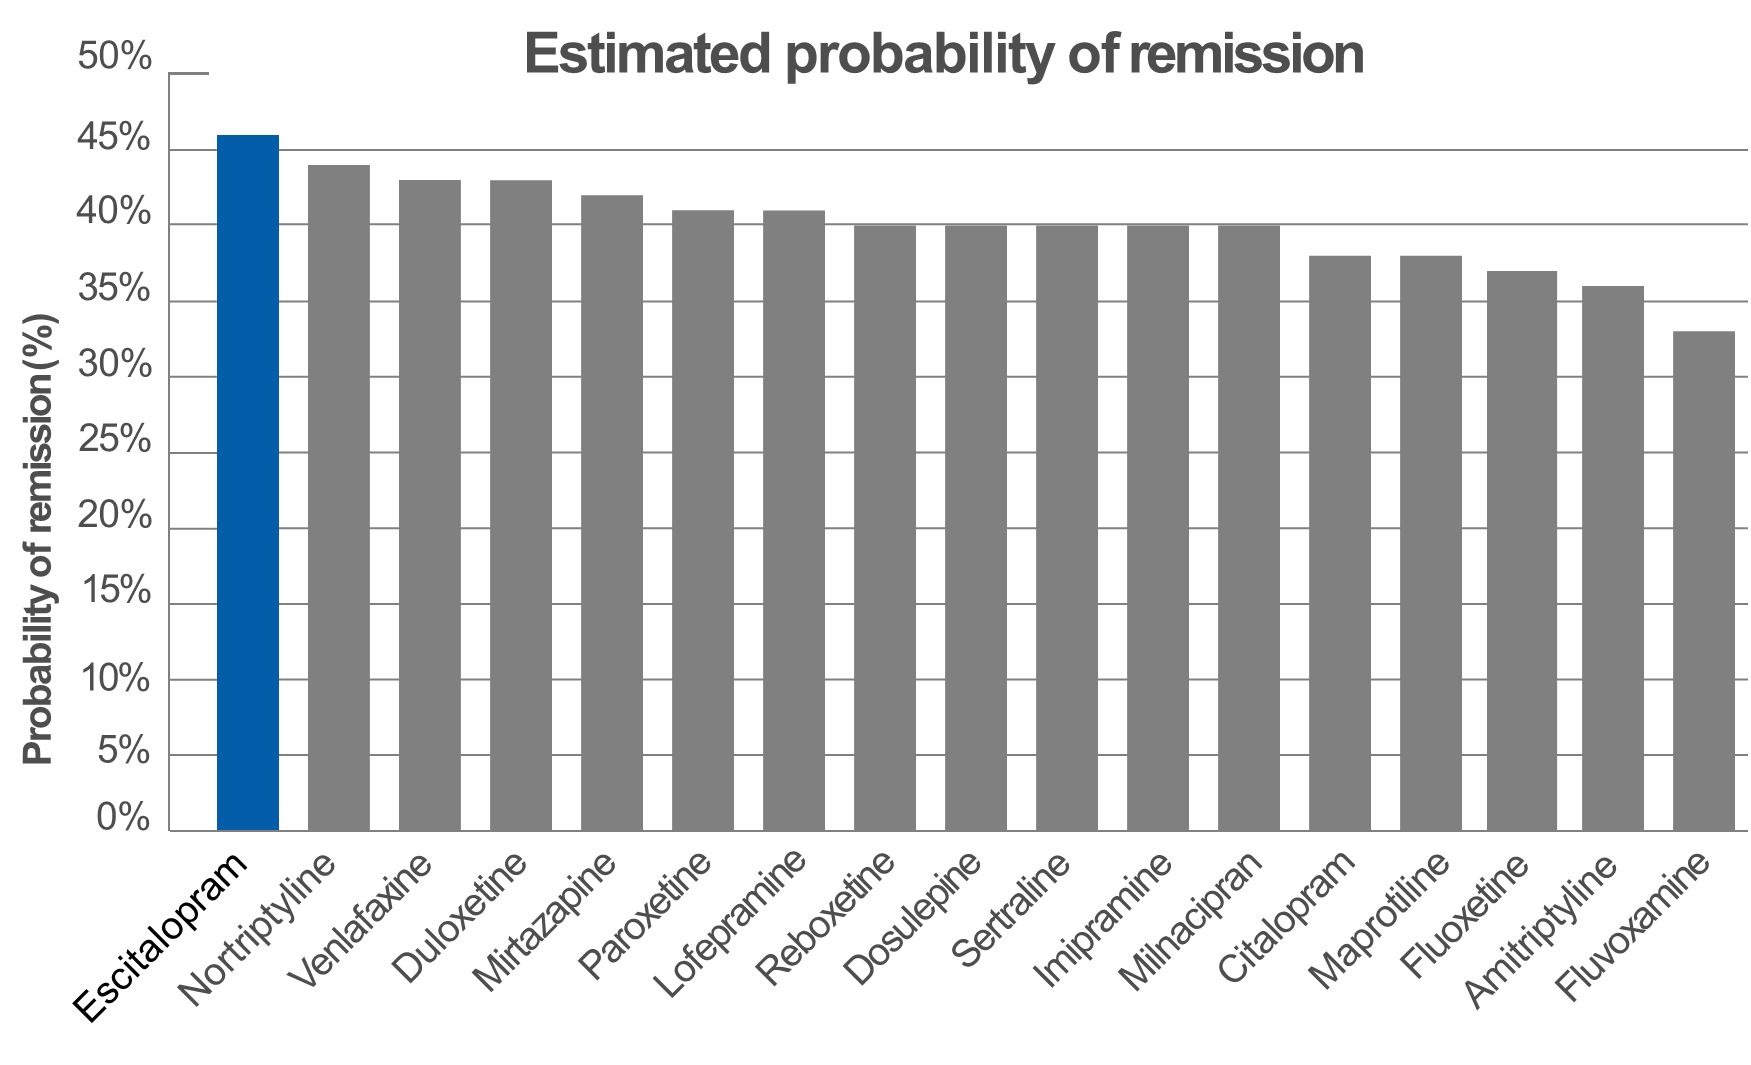 Estimated probability of remission
Probability of remission(%)
50%
45%
40%
35%
30%
25%
20%
15%
10%
5%
0%
Escitalopram
Nortriptyline
Venlafaxine
Duloxetine
Mirtazapine
Paroxetine
Lofepramine
Reboxetine
Dosulepine
Sertraline
Imipramine
Milnacipran
Citalopram
Maprotiline
Fluoxetine
Amitriptyline
Fluvoxamine